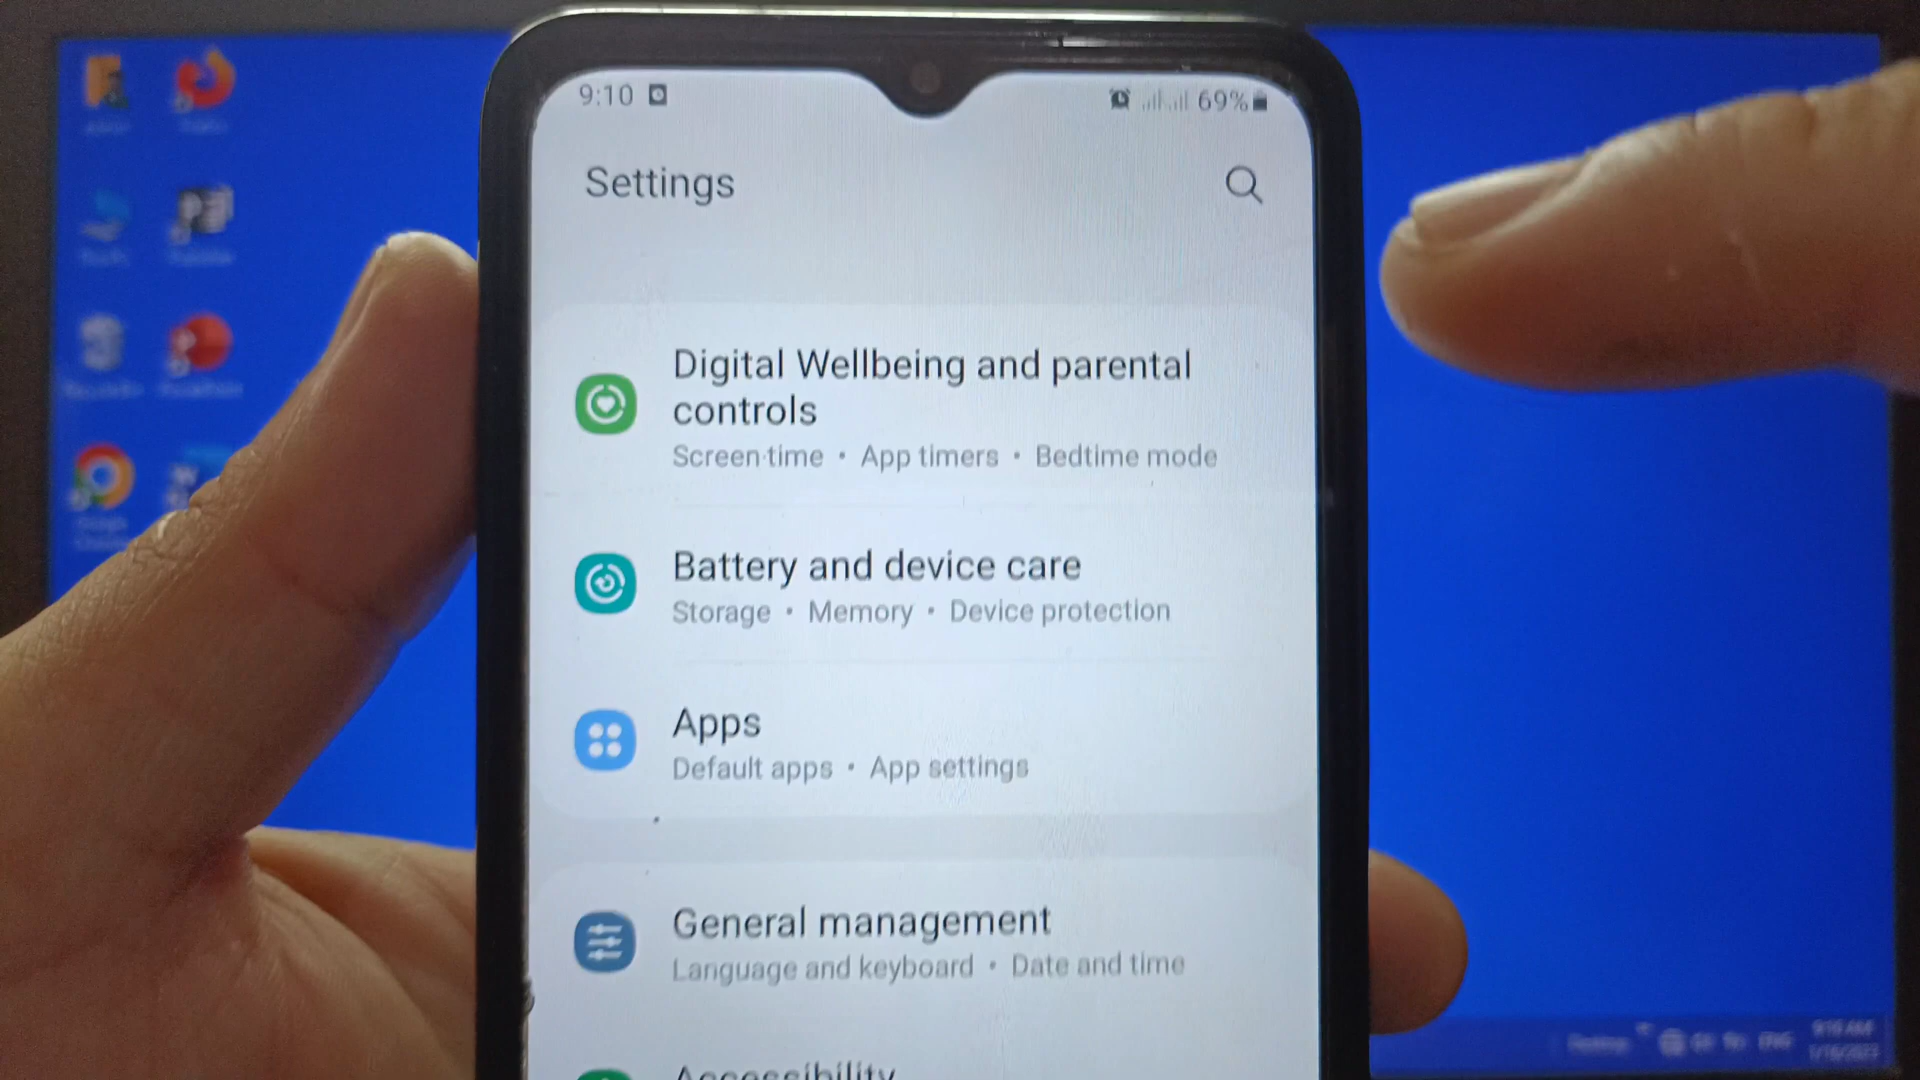 9:10
69%
Settings
Digital Wellbeing and parental
controls
Screen time • App timers • Bedtime mode
Battery and device care
Storage • Memory • Device protection
Apps
Default apps • App settings
General management
Language and keyboard • Date and time
Accessibility